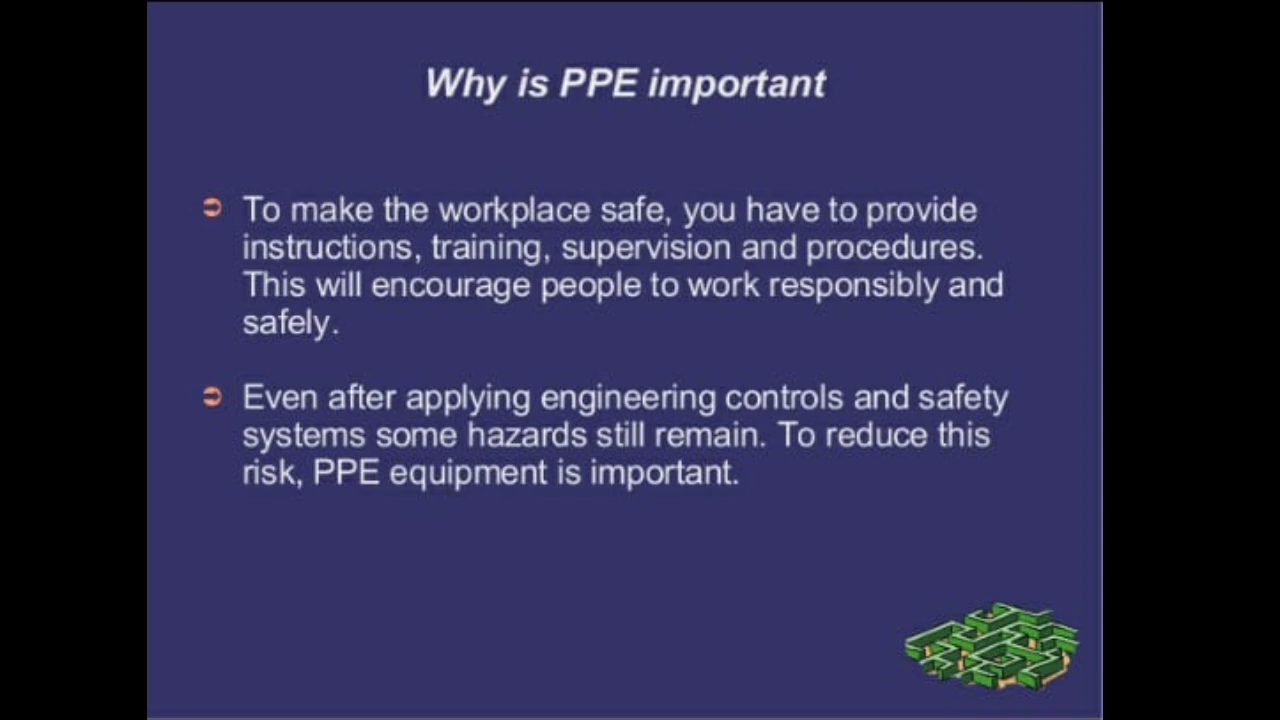 Why is PPE important
To make the workplace safe, you have to provide
instructions, training, supervision and procedures.
This will encourage people to work responsibly and
safely.
Even after applying engineering controls and safety
systems some hazards still remain. To reduce this
risk, PPE equipment is important.